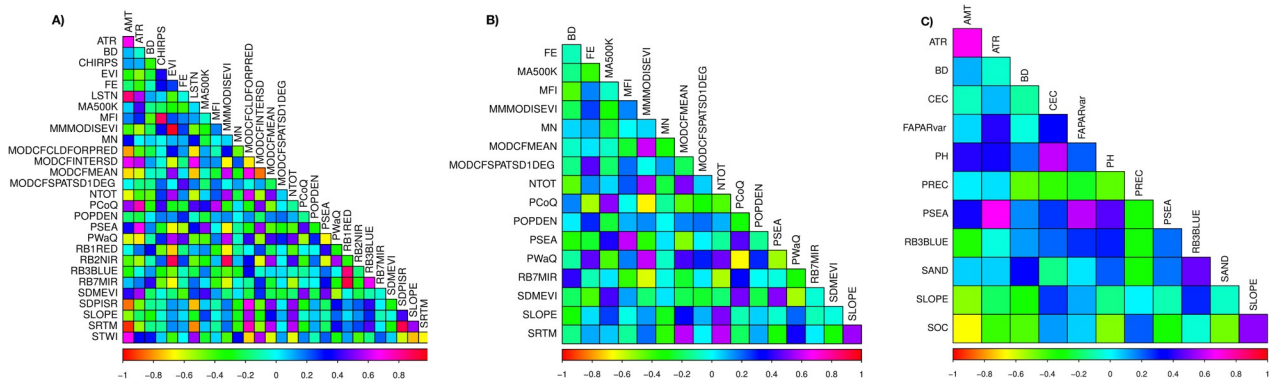 A)
AMT
ATR
BD
CHIRPS
EVI
FE
LSTN
MA500K
MFI
MMMODISEVI
MN
MODCFCLDFORPRED
MODCFINTERSD
MODCFMEAN
MODCFSPATSD1DEG
NTOT
PCoQ
POPDEN
PSEA
PWaQ
RB1RED
RB2NIR
RB3BLUE
RB7MIR
SDMEVI
SDPISR
SLOPE
SRTM
ATR
BD
CHIRPS
EVI
FE
LSTN
MA500K
MFI
MMMODISEVI
MN
MODCFCLDFORPRED
MODCFINTERSD
MODCFMEAN
MODCFSPATSD1DEG
NTOT
PCoQ
POPDEN
PSEA
PWaQ
RB1RED
RB2NIR
RB3BLUE
RB7MIR
SDMEVI
SDPISR
SLOPE
SRTM
STWI
−1 −0.8 −0.6 −0.4 −0.2 0 0.2 0.4 0.6 0.8
B)
BD
FE
MA500K
MFI
MMMODISEVI
MN
MODCFMEAN
MODCFSPATSD1DEG
NTOT
PCoQ
POPDEN
PSEA
PWaQ
RB7MIR
SDMEVI
SLOPE
FE
MA500K
MFI
MMMODISEVI
MN
MODCFMEAN
MODCFSPATSD1DEG
NTOT
PCoQ
POPDEN
PSEA
PWaQ
RB7MIR
SDMEVI
SLOPE
SRTM
−1 −0.8 −0.6 −0.4 −0.2 0 0.2 0.4 0.6 0.8 1
C)
AMT
ATR
BD
CEC
FAPARvar
PH
PREC
PSEA
RB3BLUE
SAND
SLOPE
ATR
BD
CEC
FAPARvar
PH
PREC
PSEA
RB3BLUE
SAND
SLOPE
SOC
−1 −0.8 −0.6 −0.4 −0.2 0 0.2 0.4 0.6 0.8 1